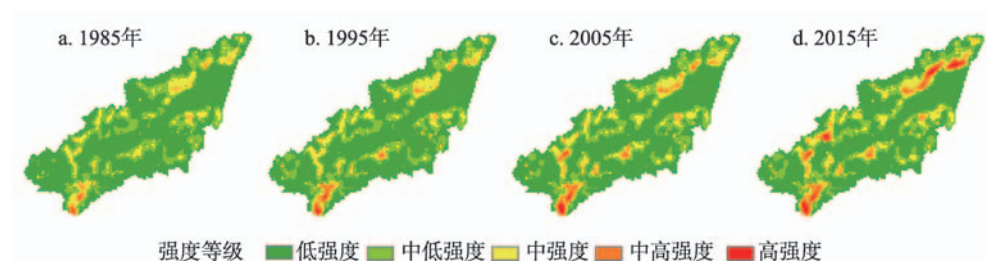 a. 1985年 b. 1995年 c. 2005年 d. 2015年
强度等级 低强度 中低强度 中强度 中高强度 高强度